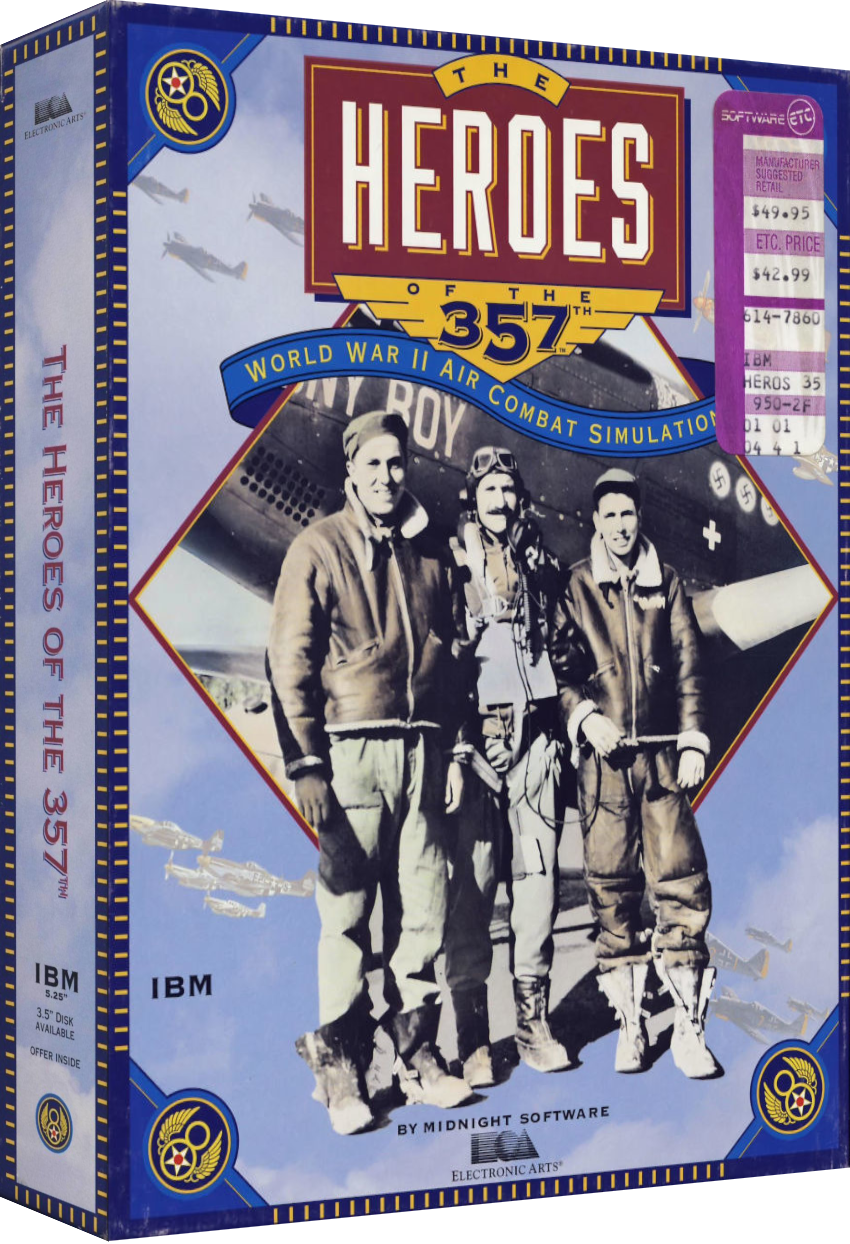 ELECTRONIC ARTS®
THE HEROES OF THE 357TH
IBM
5.25"
3.5" DISK
AVAILABLE
OFFER INSIDE
THE
HEROES
OF THE
357TH
WORLD WAR II AIR COMBAT SIMULATION
NY BOY
SOFTWARE ETC
MANUFACTURER
SUGGESTED
RETAIL
$49.95
ETC. PRICE
$42.99
614-7860
IBM
HEROS 35
950-2F
01 01
04 4 1
IBM
BY MIDNIGHT SOFTWARE
ELECTRONIC ARTS®